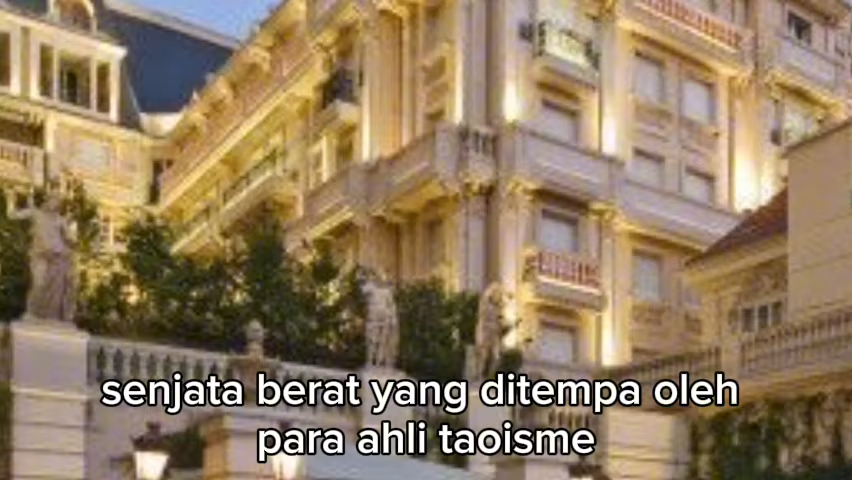 senjata berat yang ditempa oleh
para ahli taoisme